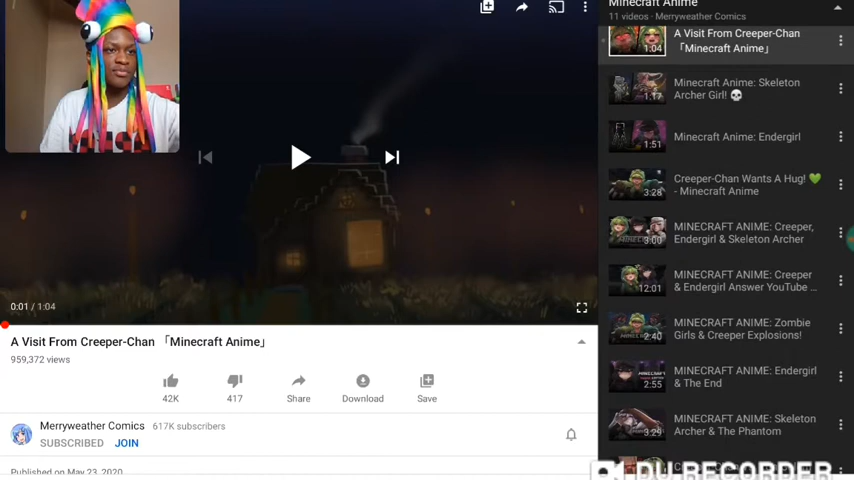 Minecraft Anime
11 videos · Merryweather Comics
A Visit From Creeper-Chan
「Minecraft Anime」
1:04
Minecraft Anime: Skeleton
Archer Girl! 💀
1:17
Minecraft Anime: Endergirl
1:51
Creeper-Chan Wants A Hug! 💚
- Minecraft Anime
3:28
MINECRAFT ANIME: Creeper,
Endergirl & Skeleton Archer
3:00
MINECRAFT ANIME: Creeper
& Endergirl Answer YouTube ...
12:01
MINECRAFT ANIME: Zombie
Girls & Creeper Explosions!
2:40
MINECRAFT ANIME: Endergirl
& The End
2:55
MINECRAFT ANIME: Skeleton
Archer & The Phantom
3:29
0:01 / 1:04
A Visit From Creeper-Chan 「Minecraft Anime」
959,372 views
42K
417
Share
Download
Save
Merryweather Comics 617K subscribers
SUBSCRIBED JOIN
Published on May 23, 2020
DU RECORDER